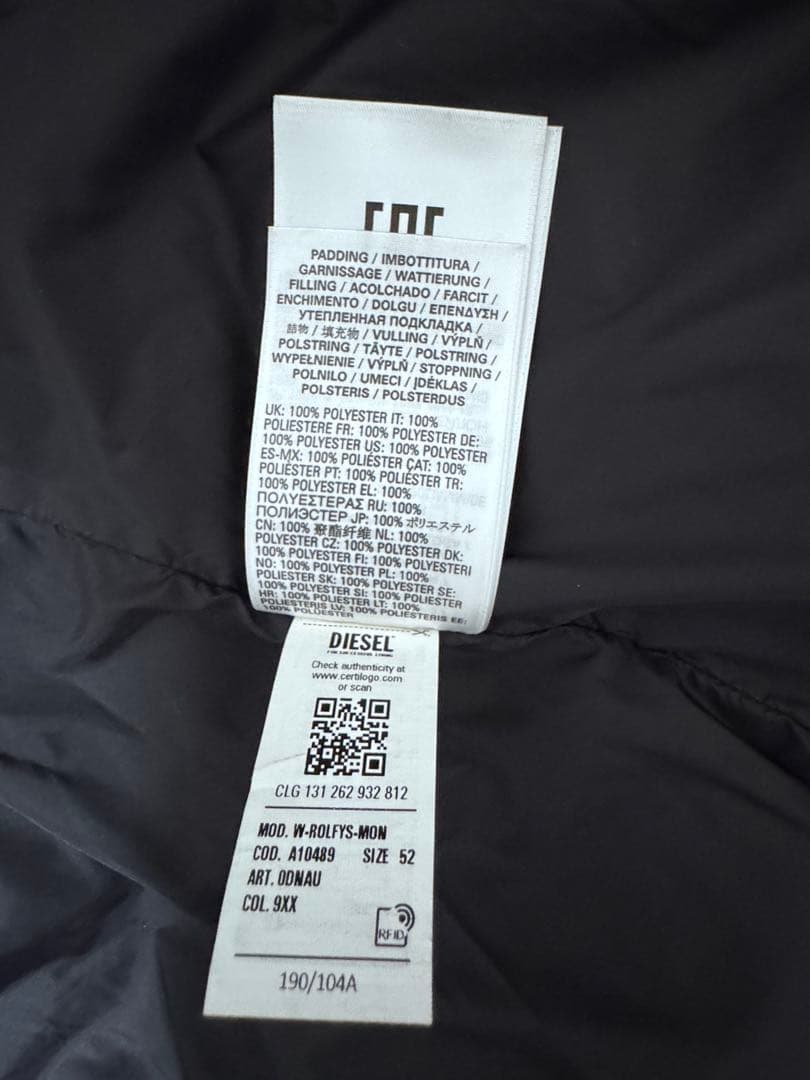 PADDING / IMBOTTITURA /
GARNISSAGE / WATTIERUNG /
FILLING / ACOLCHADO / FARCIT /
ENCHIMENTO / DOLGU / ΕΠΕΝΔΥΣΗ /
УТЕПЛЕННАЯ ПОДКЛАДКА /
詰物 / 填充物 / VULLING / VÝPLŇ /
POLSTRING / TÄYTE / POLSTRING /
WYPEŁNIENIE / VÝPLŇ / STOPPNING /
POLNILO / UMECI / ĮDĖKLAS /
POLSTERIS / POLSTERDUS
UK: 100% POLYESTER IT: 100%
POLIESTERE FR: 100% POLYESTER DE:
100% POLYESTER US: 100% POLYESTER
ES-MX: 100% POLIÉSTER CAT: 100%
POLIÈSTER PT: 100% POLIÉSTER TR:
100% POLYESTER EL: 100%
ΠΟΛΥΕΣΤΕΡΑΣ RU: 100%
ПОЛИЭСТЕР JP: 100% ポリエステル
CN: 100% 聚酯纤维 NL: 100%
POLYESTER CZ: 100% POLYESTER DK:
100% POLYESTER FI: 100% POLYESTERI
NO: 100% POLYESTER PL: 100%
POLIESTER SK: 100% POLYESTER SE:
100% POLYESTER SI: 100% POLIESTER
HR: 100% POLIESTER LT: 100%
POLIESTERIS LV: 100% POLIESTERIS EE:
100% POLÜESTER
DIESEL
FOR SUCCESSFUL LIVING
Check authenticity at
www.certilogo.com
or scan
CLG 131 262 932 812
MOD. W-ROLFYS-MON
COD. A10489 SIZE 52
ART. 0DNAU
COL. 9XX
RFID
190/104A